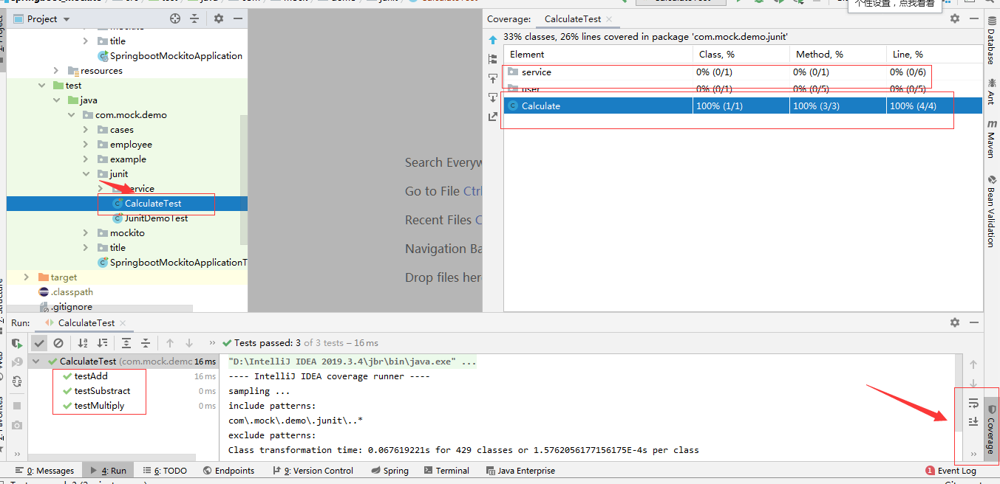 CalculateTest
个性设置，点我看看
Project
title
SpringbootMockitoApplication
resources
test
java
com.mock.demo
cases
employee
example
junit
CalculateTest
JunitDemoTest
mockito
title
SpringbootMockitoApplicationT
target
.classpath
.gitignore
Search Everyw
Go to File Ctrl
Recent Files C
Navigation Ba
Drop files here
Coverage: CalculateTest
33% classes, 26% lines covered in package 'com.mock.demo.junit'
Element Class, % Method, % Line, %
service 0% (0/1) 0% (0/1) 0% (0/6)
user 0% (0/1) 0% (0/5) 0% (0/5)
Calculate 100% (1/1) 100% (3/3) 100% (4/4)
Database
Ant
m
Maven
Bean Validation
Run: CalculateTest
Tests passed: 3 of 3 tests – 16 ms
CalculateTest (com.mock.demo 16 ms
testAdd 16 ms
testSubstract 0 ms
testMultiply 0 ms
"D:\IntelliJ IDEA 2019.3.4\jbr\bin\java.exe" ...
---- IntelliJ IDEA coverage runner ----
sampling ...
include patterns:
com\.mock\.demo\.junit\..*
exclude patterns:
Class transformation time: 0.067619221s for 429 classes or 1.5762056177156175E-4s per class
Coverage
0: Messages 4: Run 6: TODO Endpoints 9: Version Control Spring Terminal Java Enterprise 1 Event Log